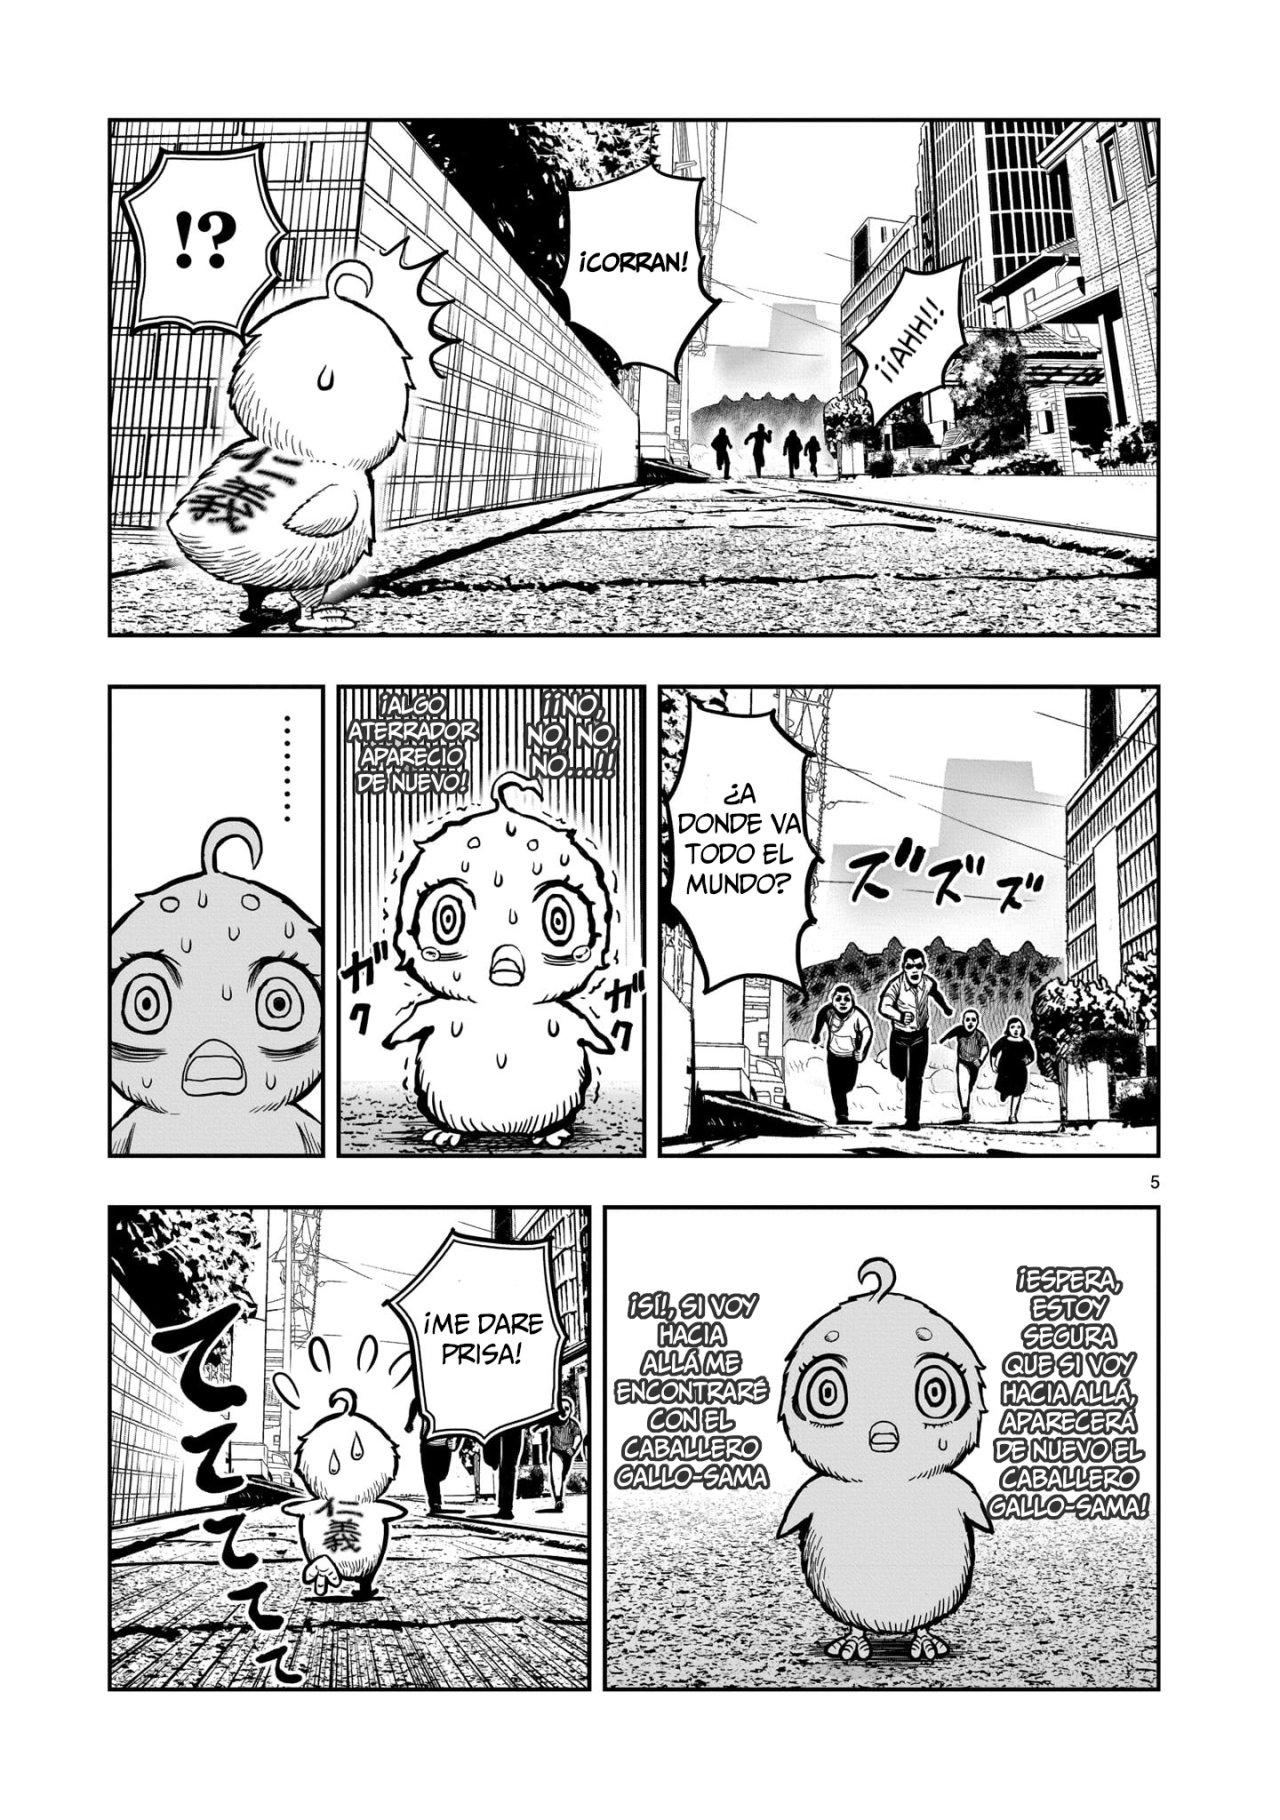 ¡¡AHH!!
¡CORRAN!
!?
仁
義
¿A
DONDE VA
TODO EL
MUNDO?
ズズズ
¡¡NO,
NO, NO,
NO...!!
¡ALGO
ATERRADOR
APARECIO
DE NUEVO!
ガク
ガク
.........
5
¡ESPERA,
ESTOY
SEGURA
QUE SI VOY
HACIA ALLÁ,
APARECERÁ
DE NUEVO EL
CABALLERO
GALLO-SAMA!
¡SÍ!, SI VOY
HACIA
ALLÁ ME
ENCONTRARÉ
CON EL
CABALLERO
GALLO-SAMA
¡ME DARE
PRISA!
仁
義
てててててて